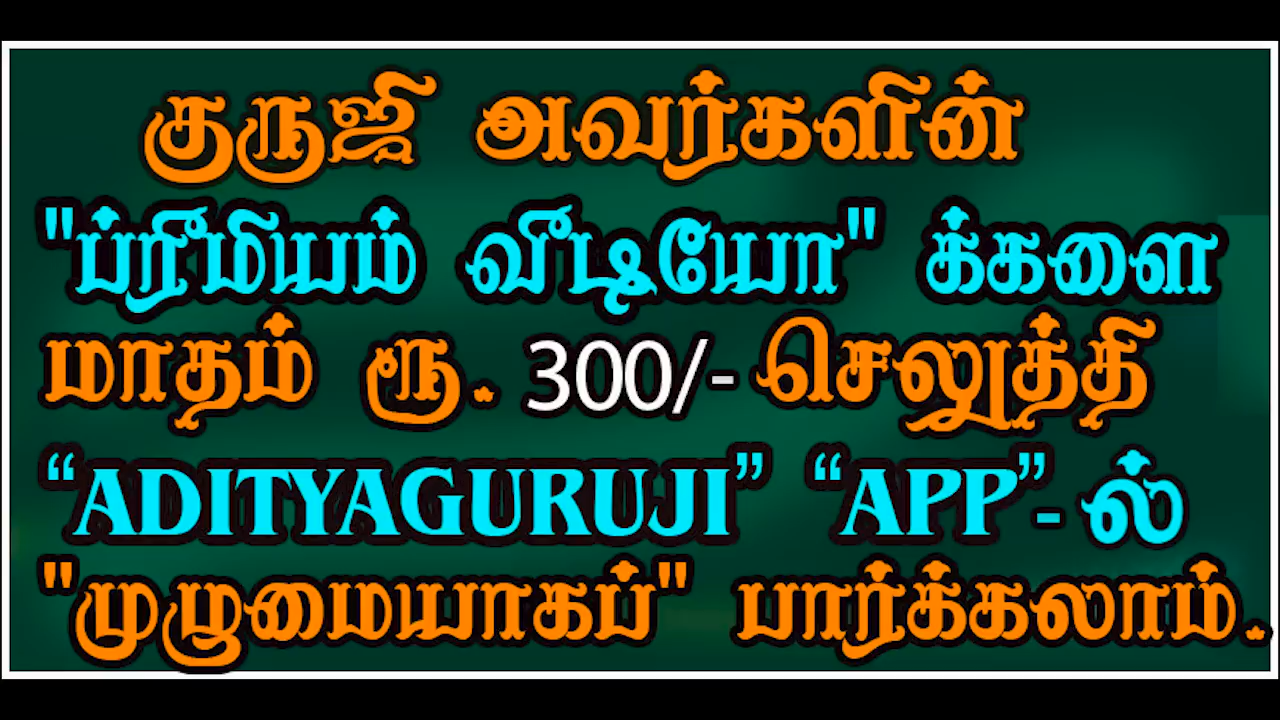 குருஜி அவர்களின்
"ப்ரீமியம் வீடியோ" க்களை
மாதம் ரூ. 300/- செலுத்தி
“ADITYAGURUJI” “APP”- ல்
"முழுமையாகப்" பார்க்கலாம்.